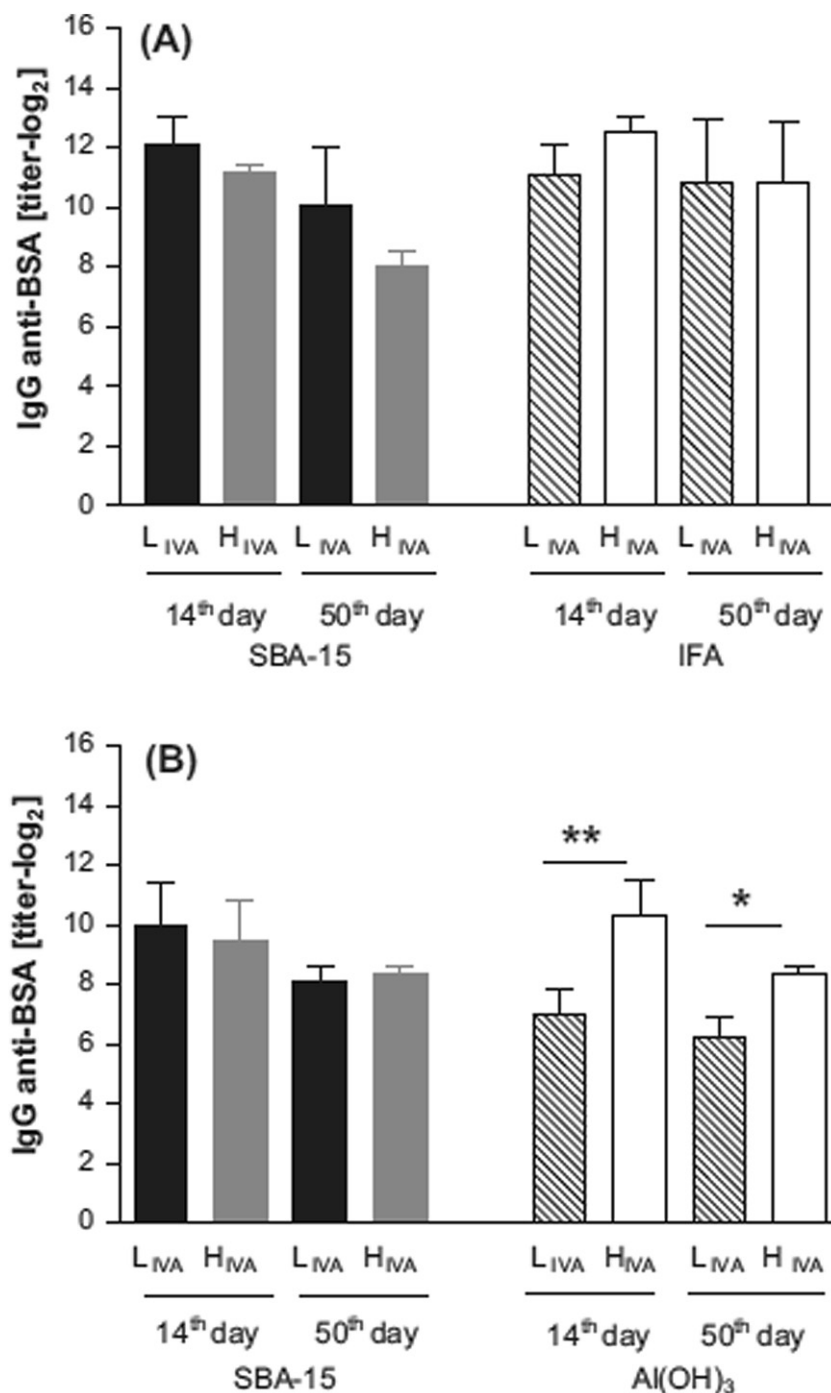 (A)
IgG anti-BSA [titer-log2]
16
14
12
10
8
6
4
2
0
L IVA H IVA L IVA H IVA L IVA H IVA L IVA H IVA
14th day 50th day 14th day 50th day
SBA-15 IFA
(B)
IgG anti-BSA [titer-log2]
16
14
12
10
8
6
4
2
0
** *
L IVA H IVA L IVA H IVA L IVA H IVA L IVA H IVA
14th day 50th day 14th day 50th day
SBA-15 Al(OH)3